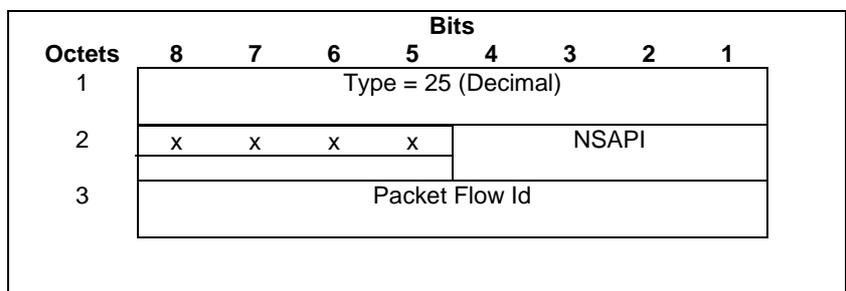 Bits
Octets 8 7 6 5 4 3 2 1
1 Type = 25 (Decimal)
2 x x x x NSAPI
3 Packet Flow Id